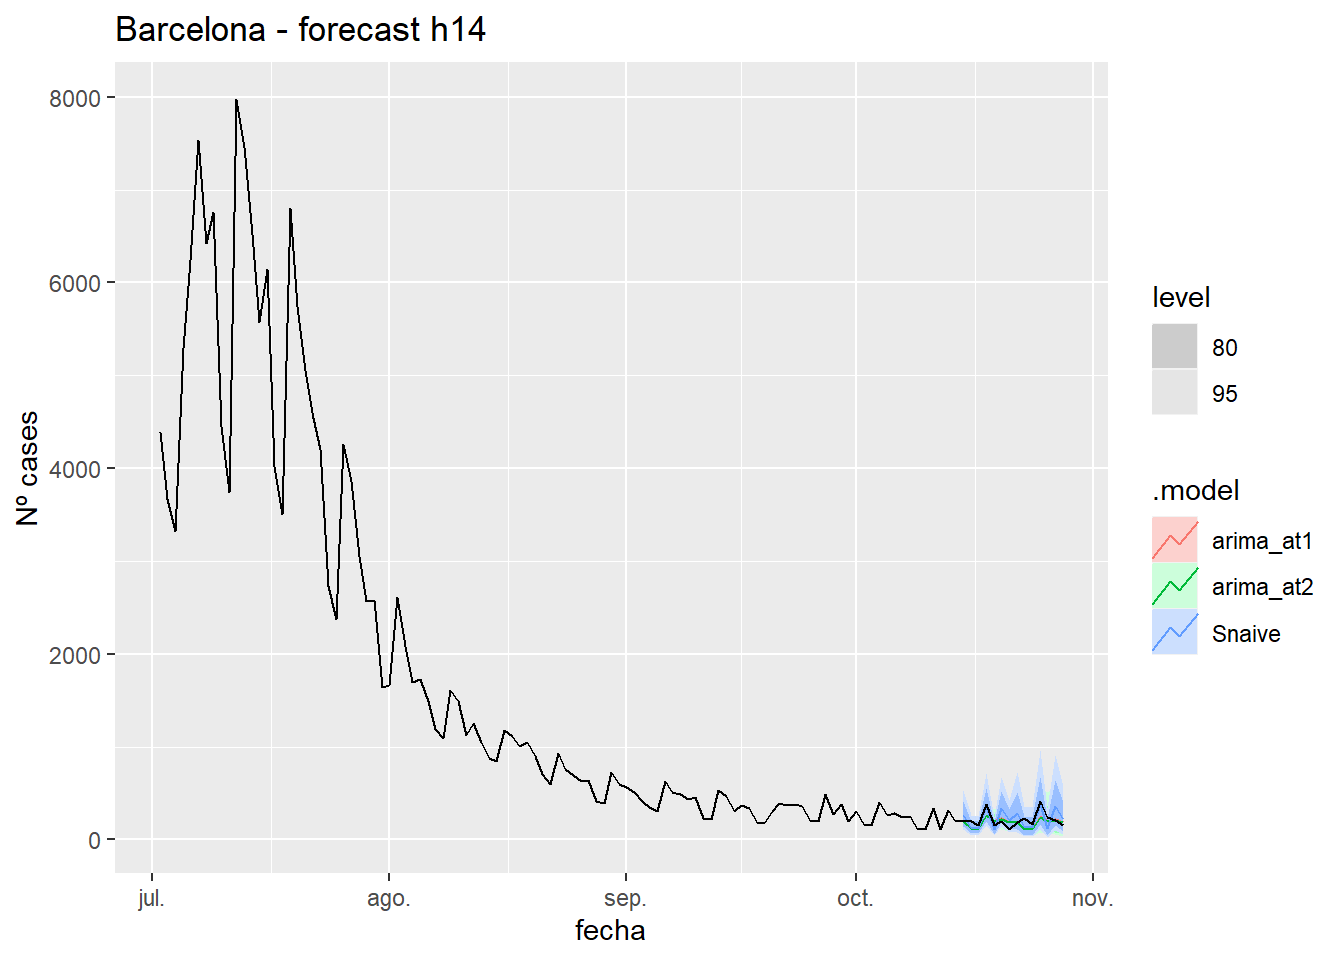 Barcelona - forecast h14
8000
6000
4000
2000
0
Nº cases
jul.
ago.
sep.
oct.
nov.
fecha
level
80
95
.model
arima_at1
arima_at2
Snaive